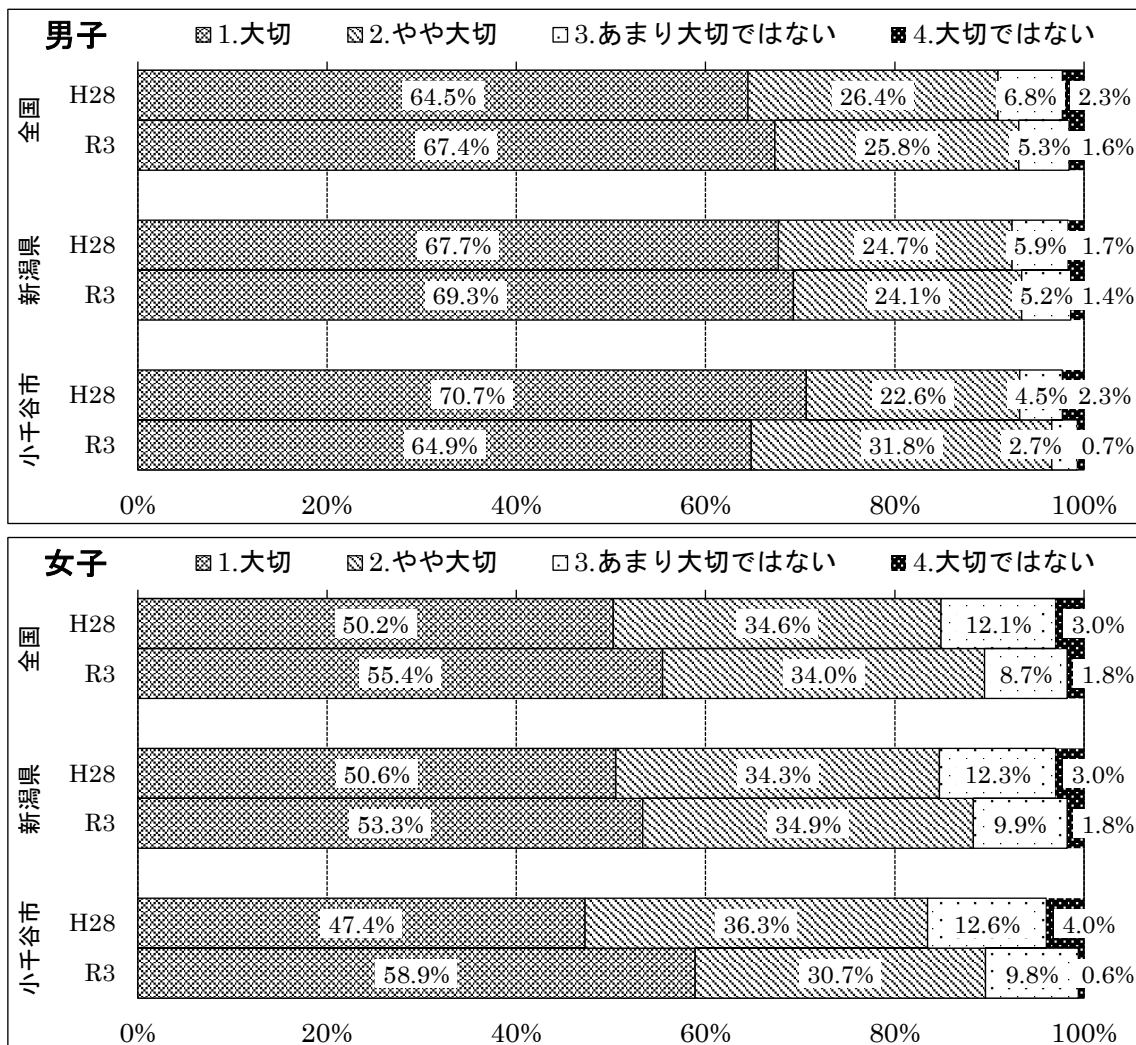 男子 1.大切 2.やや大切 3.あまり大切ではない 4.大切ではない
全国
H28 64.5% 26.4% 6.8% 2.3%
R3 67.4% 25.8% 5.3% 1.6%
新潟県
H28 67.7% 24.7% 5.9% 1.7%
R3 69.3% 24.1% 5.2% 1.4%
小千谷市
H28 70.7% 22.6% 4.5% 2.3%
R3 64.9% 31.8% 2.7% 0.7%
0% 20% 40% 60% 80% 100%
女子 1.大切 2.やや大切 3.あまり大切ではない 4.大切ではない
全国
H28 50.2% 34.6% 12.1% 3.0%
R3 55.4% 34.0% 8.7% 1.8%
新潟県
H28 50.6% 34.3% 12.3% 3.0%
R3 53.3% 34.9% 9.9% 1.8%
小千谷市
H28 47.4% 36.3% 12.6% 4.0%
R3 58.9% 30.7% 9.8% 0.6%
0% 20% 40% 60% 80% 100%